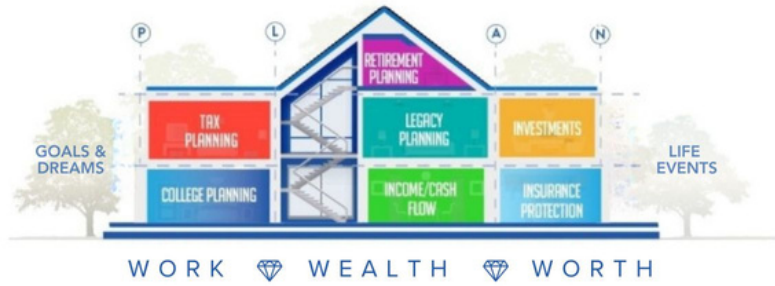 P L A N
RETIREMENT
PLANNING
TAX
PLANNING
LEGACY
PLANNING
INVESTMENTS
GOALS &
DREAMS
LIFE
EVENTS
COLLEGE PLANNING
INCOME/CASH
FLOW
INSURANCE
PROTECTION
WORK WEALTH WORTH